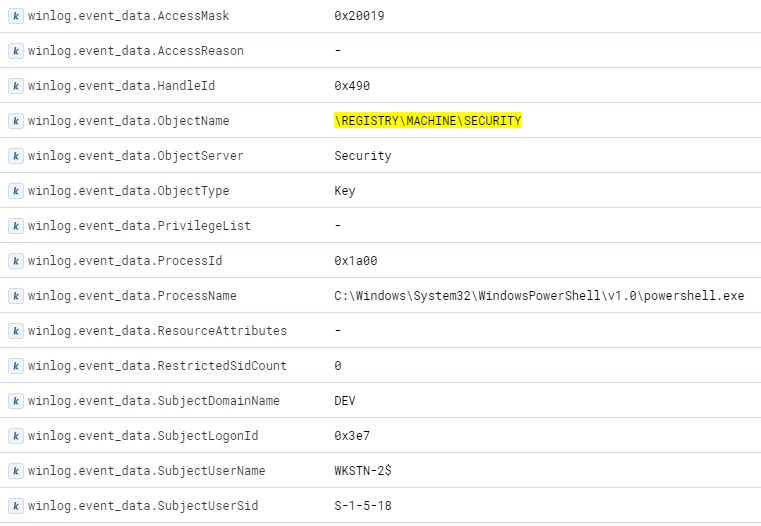 k winlog.event_data.AccessMask 0x20019
k winlog.event_data.AccessReason -
k winlog.event_data.HandleId 0x490
k winlog.event_data.ObjectName \REGISTRY\MACHINE\SECURITY
k winlog.event_data.ObjectServer Security
k winlog.event_data.ObjectType Key
k winlog.event_data.PrivilegeList -
k winlog.event_data.ProcessId 0x1a00
k winlog.event_data.ProcessName C:\Windows\System32\WindowsPowerShell\v1.0\powershell.exe
k winlog.event_data.ResourceAttributes -
k winlog.event_data.RestrictedSidCount 0
k winlog.event_data.SubjectDomainName DEV
k winlog.event_data.SubjectLogonId 0x3e7
k winlog.event_data.SubjectUserName WKSTN-2$
k winlog.event_data.SubjectUserSid S-1-5-18